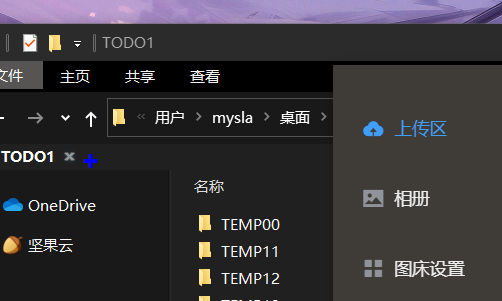 TODO1
文件 主页 共享 查看
用户 mysla 桌面
上传区
TODO1
名称
OneDrive
TEMP00
相册
坚果云
TEMP11
图床设置
TEMP12